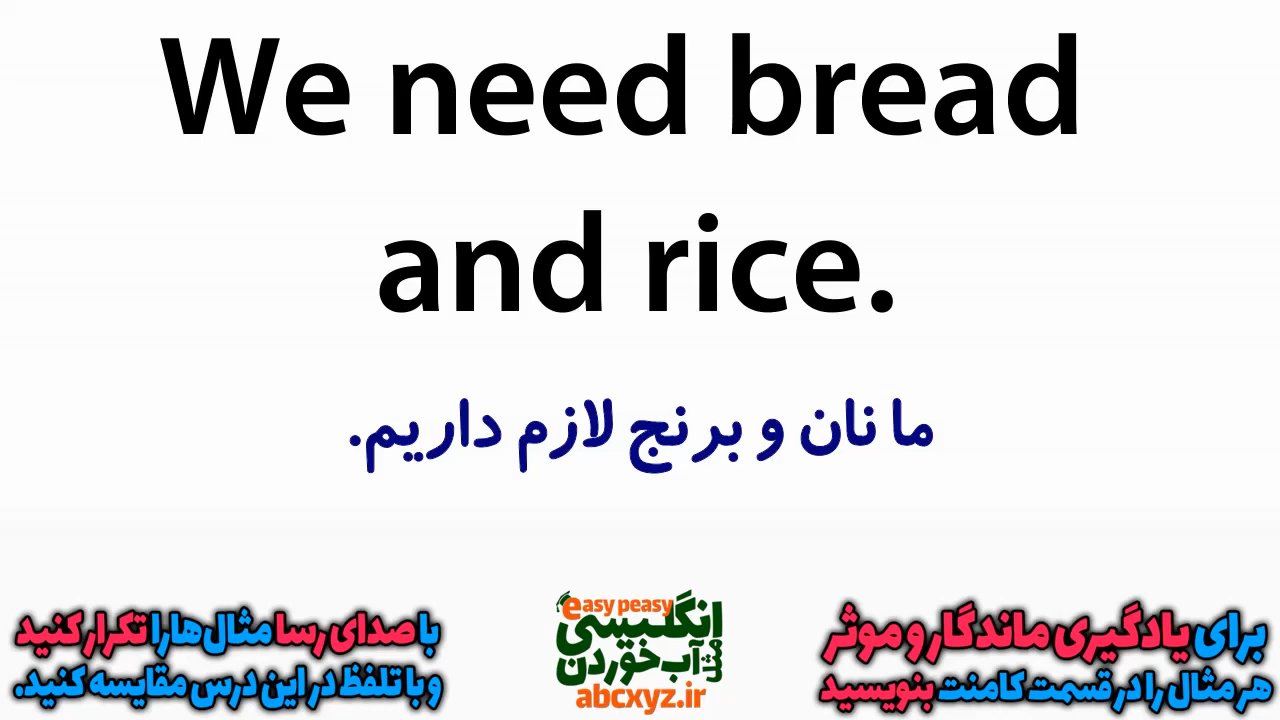 We need bread
and rice.
ما نان و برنج لازم داریم.
برای یادگیری ماندگار و موثر
هر مثال را در قسمت کامنت بنویسید
easy peasy
انگلیسی
مثل آب خوردن
abcxyz.ir
با صدای رسا مثال‌ها را تکرار کنید
و با تلفظ در این درس مقایسه کنید.